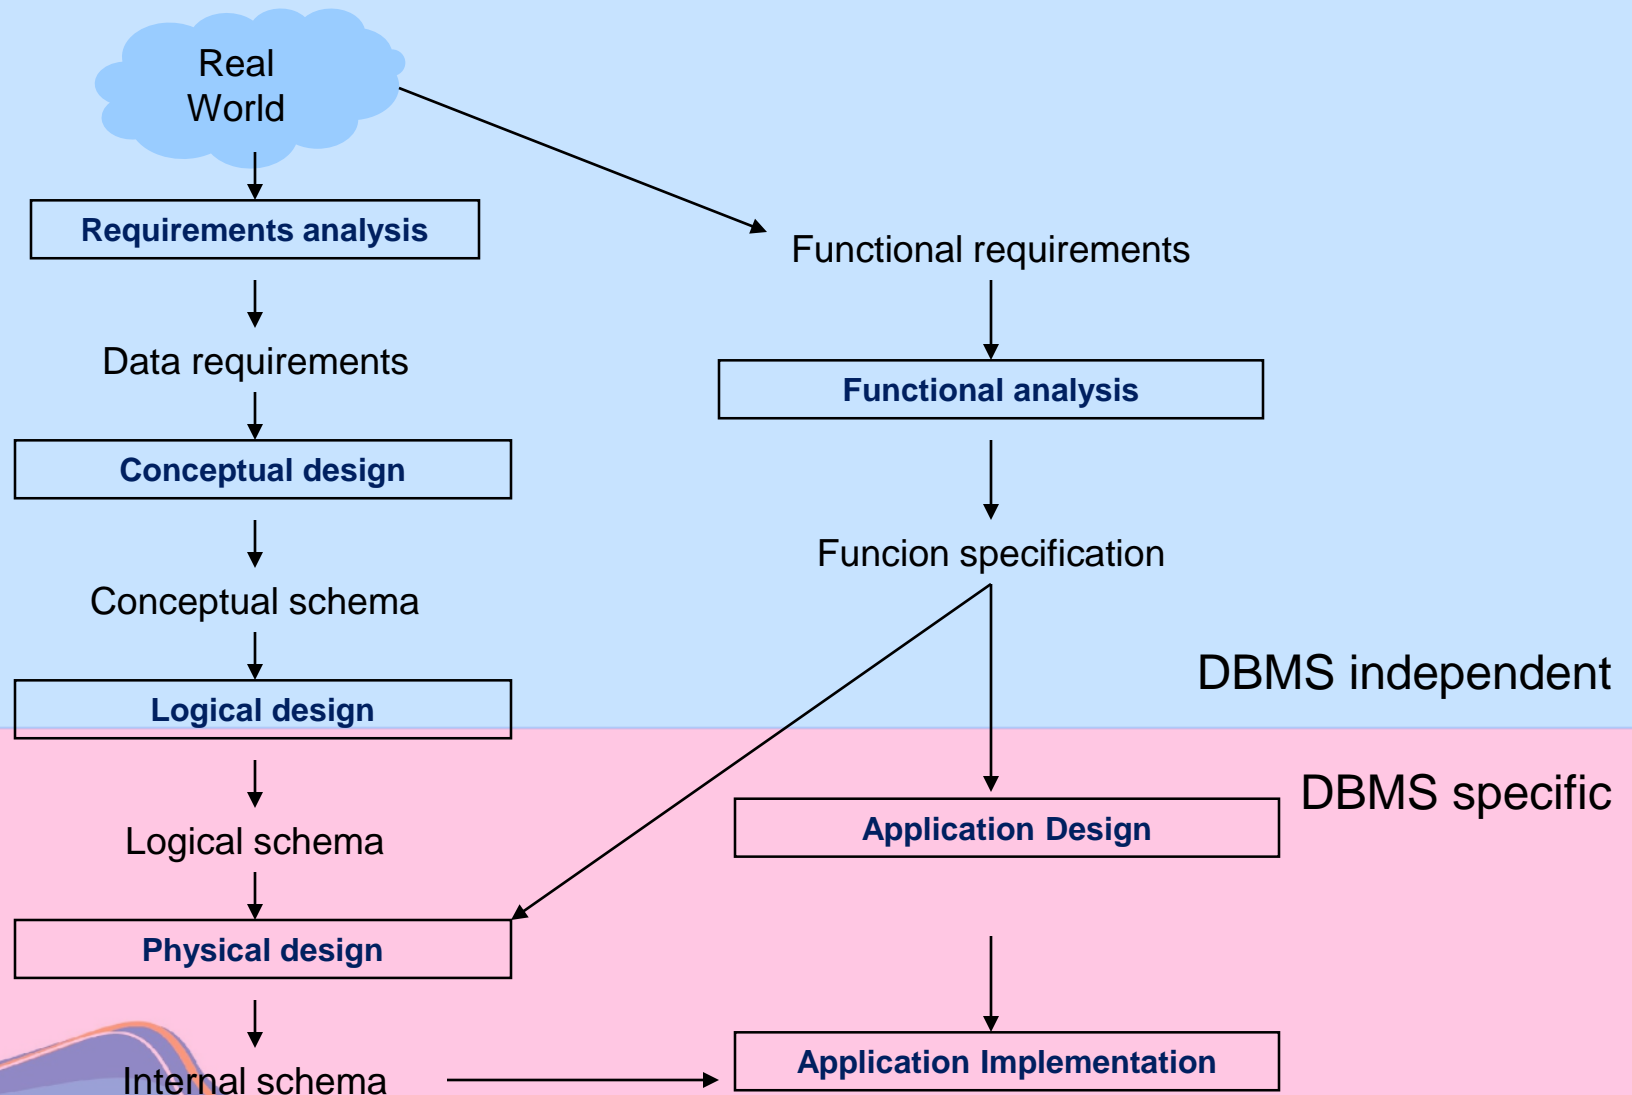 Real
World
Requirements analysis
Functional requirements
Data requirements
Functional analysis
Conceptual design
Funcion specification
Conceptual schema
DBMS independent
Logical design
DBMS specific
Application Design
Logical schema
Physical design
Application Implementation
Internal schema